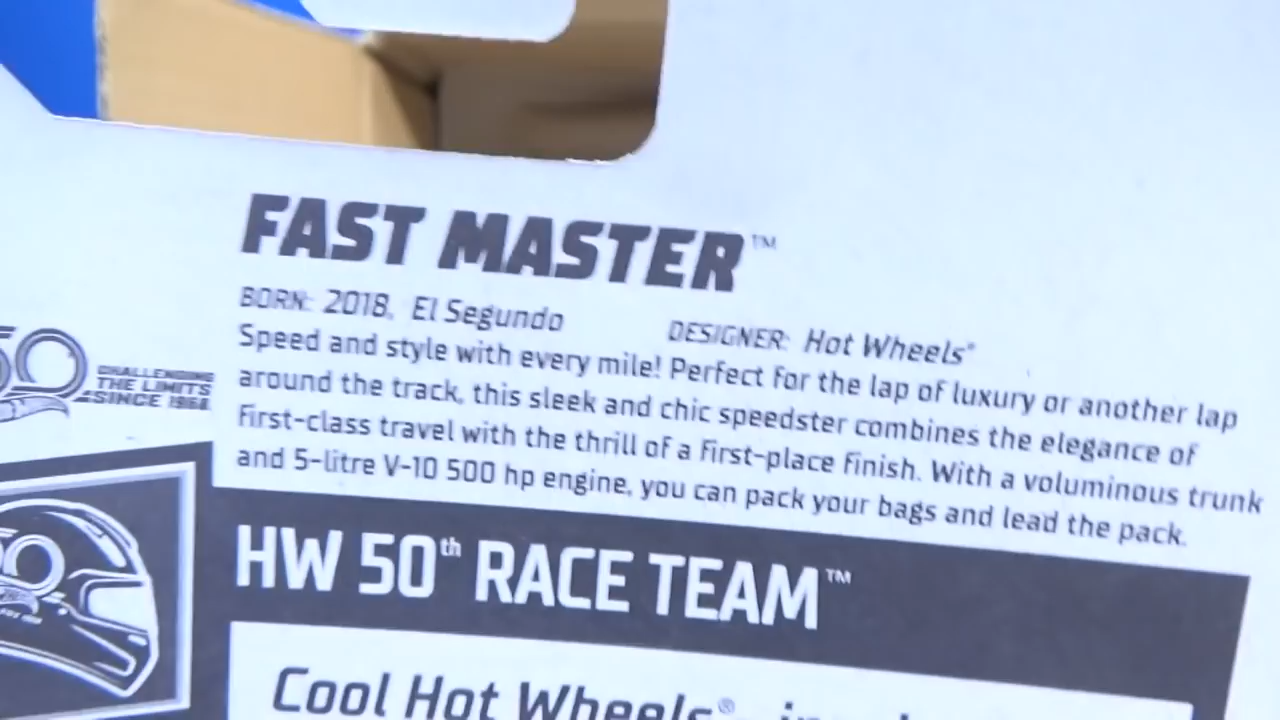 FAST MASTER™
BORN: 2018, El Segundo DESIGNER: Hot Wheels®
Speed and style with every mile! Perfect for the lap of luxury or another lap
around the track, this sleek and chic speedster combines the elegance of
first-class travel with the thrill of a first-place finish. With a voluminous trunk
and 5-litre V-10 500 hp engine, you can pack your bags and lead the pack.
50
CHALLENGING
THE LIMITS
SINCE 1968
HW 50th RACE TEAM™
Cool Hot Wheels®